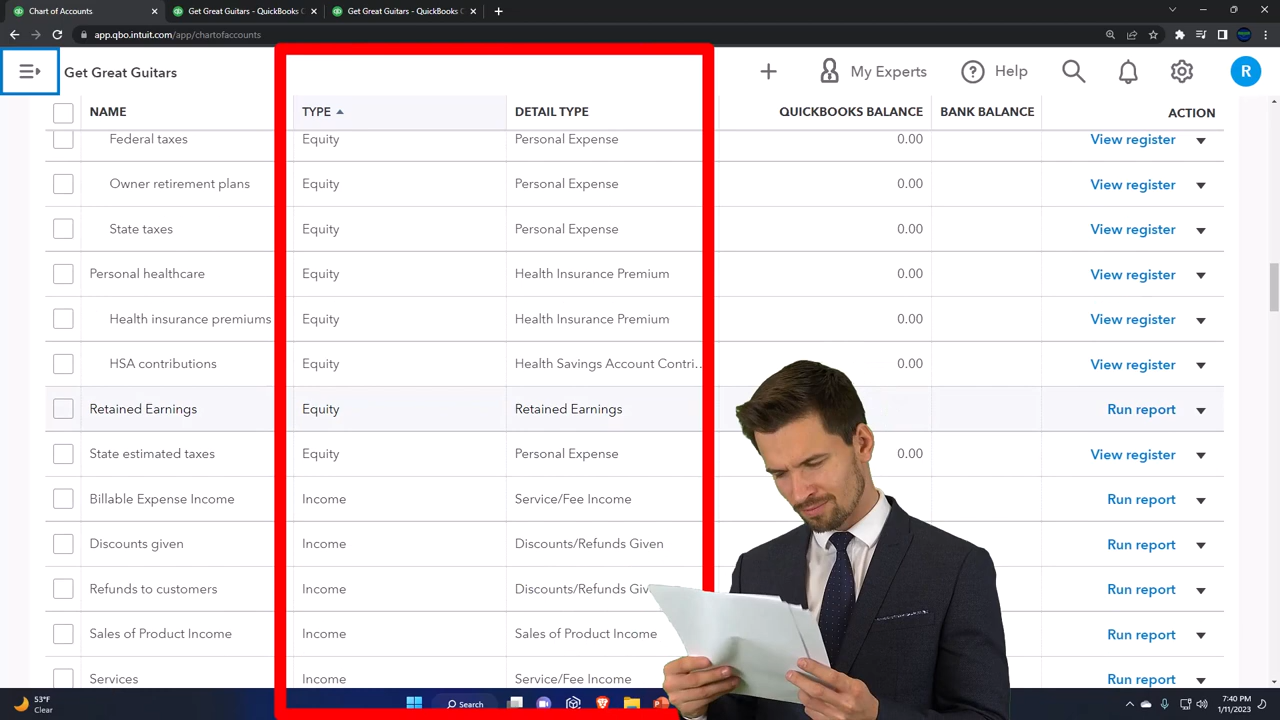 Chart of Accounts
Get Great Guitars - QuickBooks C
Get Great Guitars - QuickBooks C
app.qbo.intuit.com/app/chartofaccounts
Get Great Guitars
My Experts
Help
R
NAME TYPE DETAIL TYPE QUICKBOOKS BALANCE BANK BALANCE ACTION
Federal taxes Equity Personal Expense 0.00 View register
Owner retirement plans Equity Personal Expense 0.00 View register
State taxes Equity Personal Expense 0.00 View register
Personal healthcare Equity Health Insurance Premium 0.00 View register
Health insurance premiums Equity Health Insurance Premium 0.00 View register
HSA contributions Equity Health Savings Account Contri.. View register
Retained Earnings Equity Retained Earnings Run report
State estimated taxes Equity Personal Expense 0.00 View register
Billable Expense Income Income Service/Fee Income Run report
Discounts given Income Discounts/Refunds Given Run report
Refunds to customers Income Discounts/Refunds Giv Run report
Sales of Product Income Income Sales of Product Income Run report
Services Income Run report
53°F
Clear
Search
7:40 PM
1/11/2023